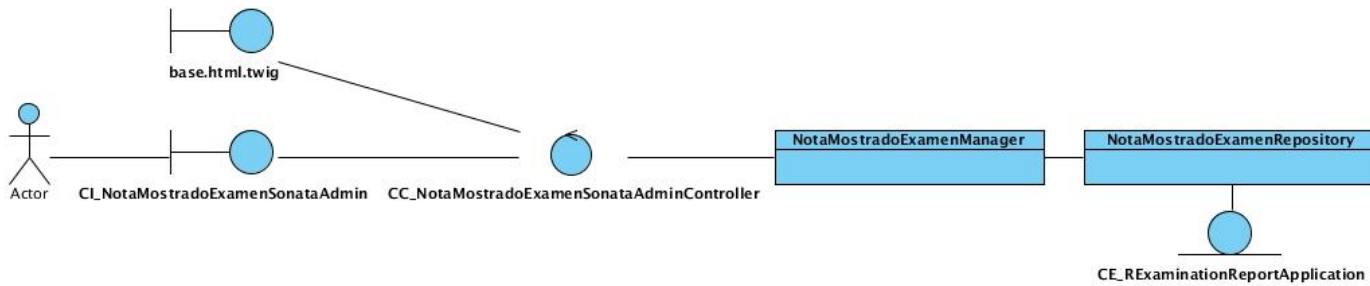 base.html.twig
NotaMostradoExamenManager
NotaMostradoExamenRepository
Actor
CI_NotaMostradoExamenSonataAdmin
CC_NotaMostradoExamenSonataAdminController
CE_RExaminationReportApplication